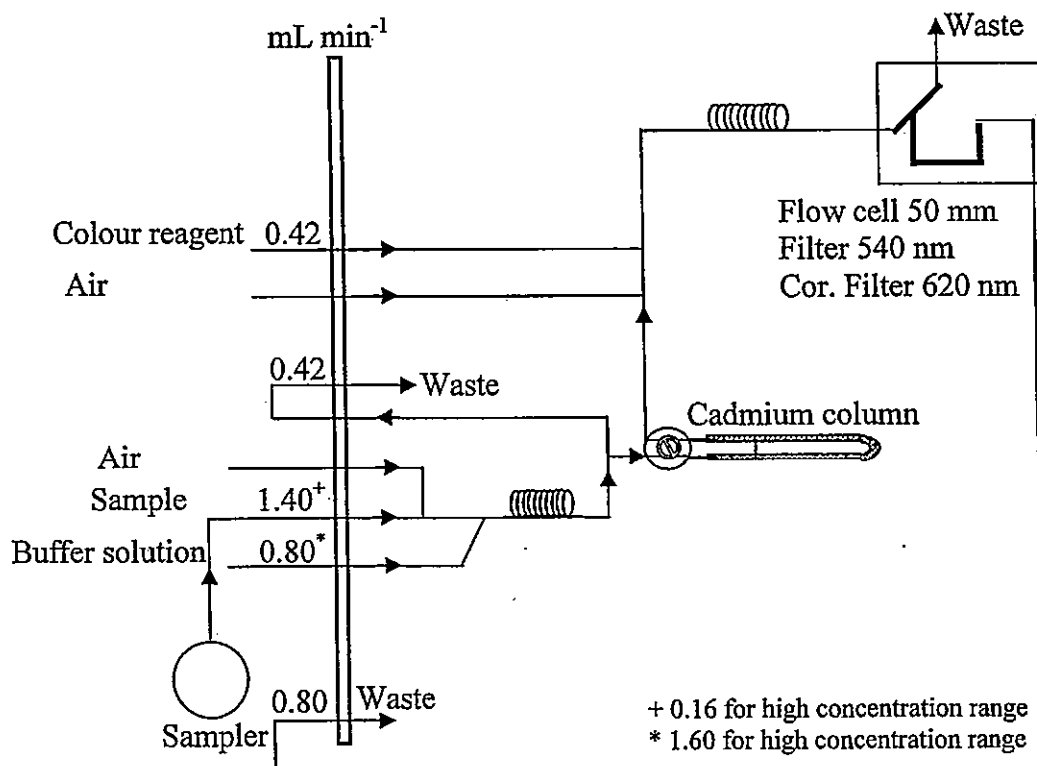 mL min⁻¹
Waste
Colour reagent 0.42
Air
Flow cell 50 mm
Filter 540 nm
Cor. Filter 620 nm
0.42
Waste
Cadmium column
Air
Sample 1.40⁺
Buffer solution 0.80*
0.80 Waste
Sampler
+ 0.16 for high concentration range
* 1.60 for high concentration range